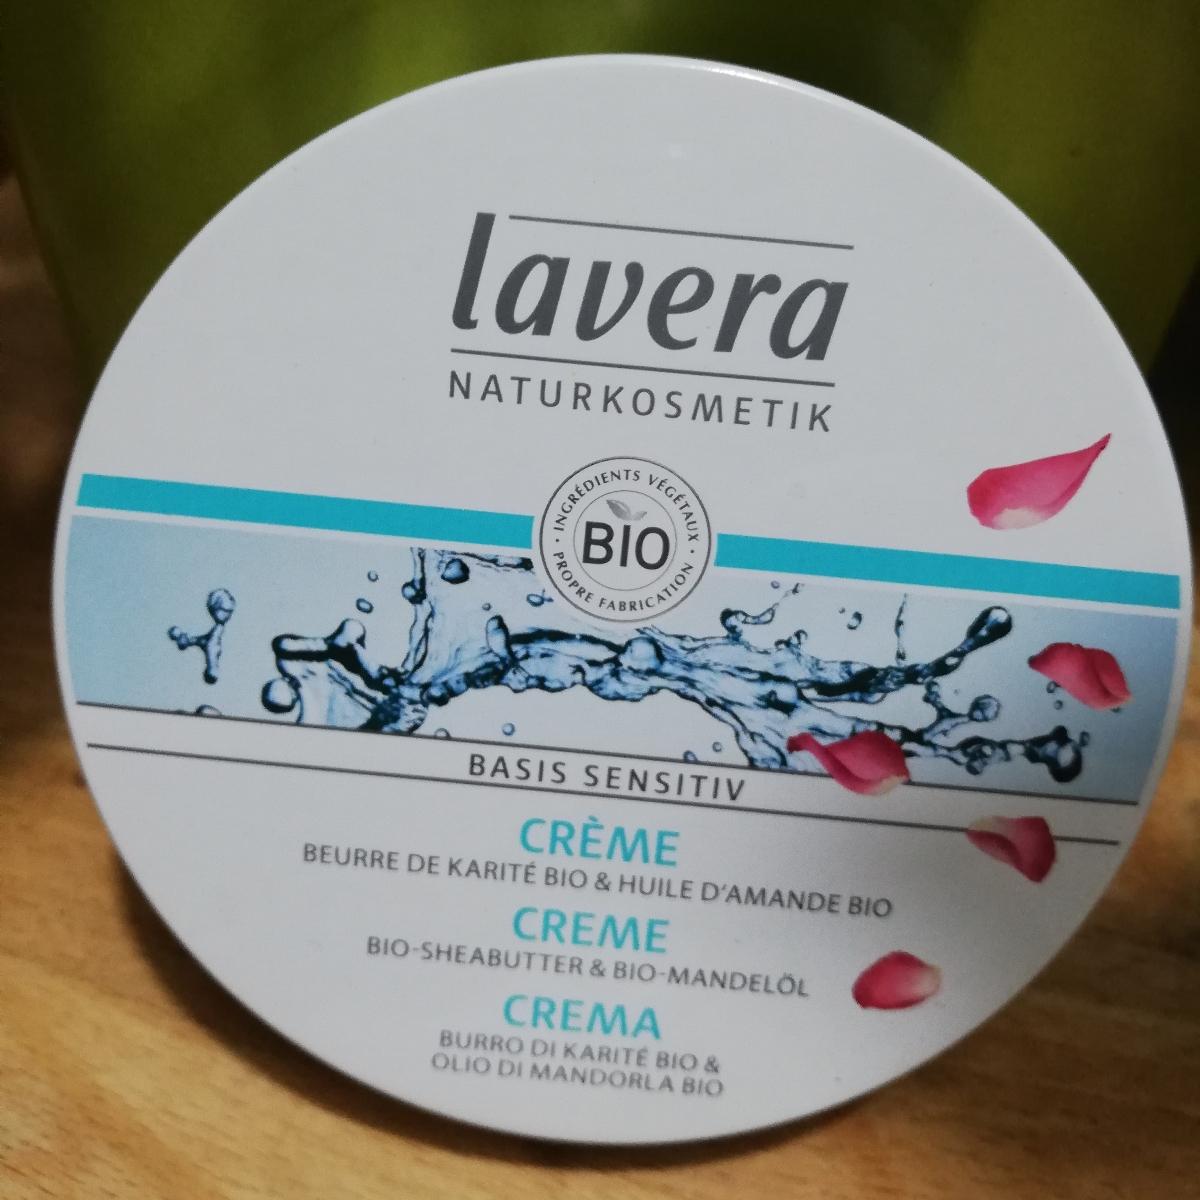 lavera
NATURKOSMETIK
INGRÉDIENTS VÉGÉTAUX
BIO
PROPRE FABRICATION
BASIS SENSITIV
CRÈME
BEURRE DE KARITÉ BIO & HUILE D'AMANDE BIO
CREME
BIO-SHEABUTTER & BIO-MANDELÖL
CREMA
BURRO DI KARITÉ BIO &
OLIO DI MANDORLA BIO